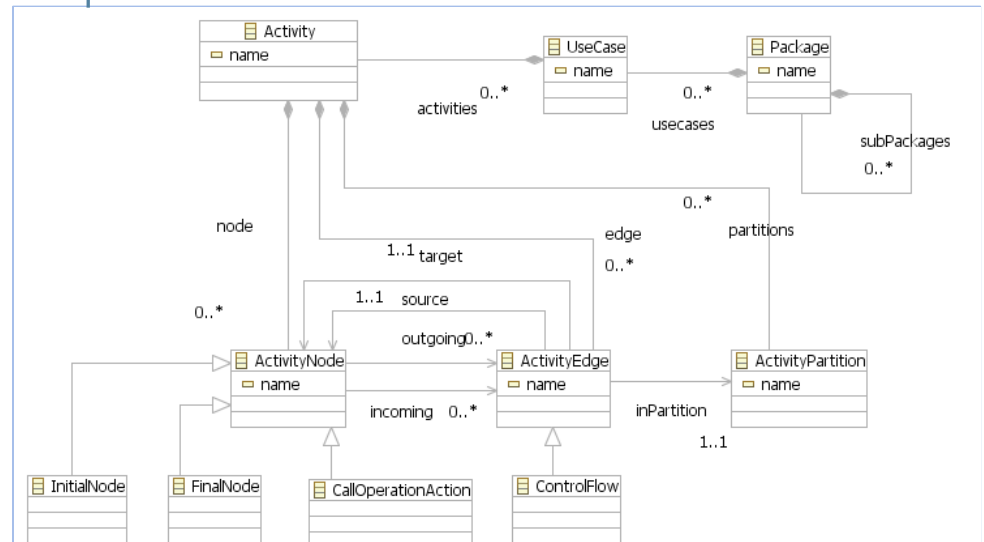 Activity
name
UseCase
name
Package
name
0..*
activities
0..*
usecases
subPackages
0..*
node
0..*
partitions
edge
0..*
1..1 target
1..1 source
0..*
outgoing0..*
ActivityNode
name
ActivityEdge
name
ActivityPartition
name
incoming 0..*
inPartition
1..1
InitialNode
FinalNode
CallOperationAction
ControlFlow